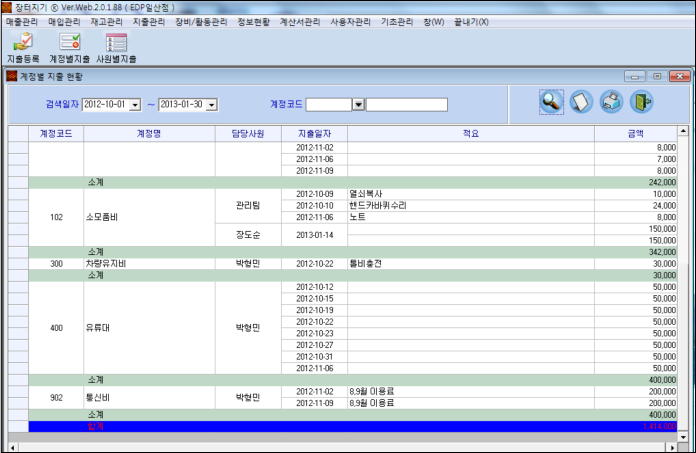 장터지기 ® Ver.Web.2.0.1.88 ( EDP일산점 )
매출관리 매입관리 재고관리 지출관리 장비/활동관리 정보현황 계산서관리 사용자관리 기초관리 창(W) 끝내기(X)
지출등록 계정별지출 사원별지출
계정별 지출 현황
검색일자 2012-10-01 ~ 2013-01-30 계정코드
계정코드 계정명 담당사원 지출일자 적요 금액
2012-11-02 8,000
2012-11-06 7,000
2012-11-09 8,000
소계 242,000
102 소모품비 관리팀 2012-10-09 열쇠복사 10,000
2012-10-10 핸드카바퀴수리 24,000
2012-11-06 노트 8,000
장도순 2013-01-14 150,000
150,000
소계 342,000
300 차량유지비 박형민 2012-10-22 톨비충전 30,000
소계 30,000
400 유류대 박형민 2012-10-12 50,000
2012-10-15 50,000
2012-10-19 50,000
2012-10-22 50,000
2012-10-23 50,000
2012-10-27 50,000
2012-10-31 50,000
2012-11-06 50,000
소계 400,000
902 통신비 박형민 2012-11-02 8,9월 이용료 200,000
2012-11-09 8,9월 이용료 200,000
소계 400,000
합계 1,414,000